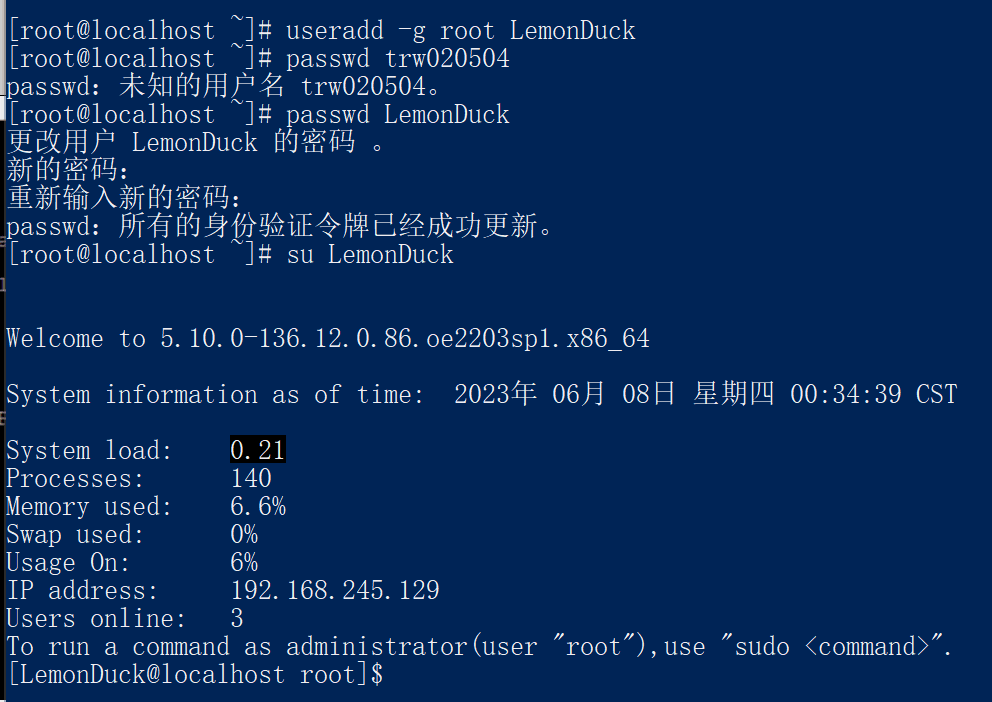 [root@localhost ~]# useradd -g root LemonDuck
[root@localhost ~]# passwd trw020504
passwd：未知的用户名 trw020504。
[root@localhost ~]# passwd LemonDuck
更改用户 LemonDuck 的密码 。
新的密码：
重新输入新的密码：
passwd：所有的身份验证令牌已经成功更新。
[root@localhost ~]# su LemonDuck
Welcome to 5.10.0-136.12.0.86.oe2203sp1.x86_64
System information as of time:  2023年 06月 08日 星期四 00:34:39 CST
System load:    0.21
Processes:      140
Memory used:    6.6%
Swap used:      0%
Usage On:       6%
IP address:     192.168.245.129
Users online:   3
To run a command as administrator(user "root"),use "sudo <command>".
[LemonDuck@localhost root]$